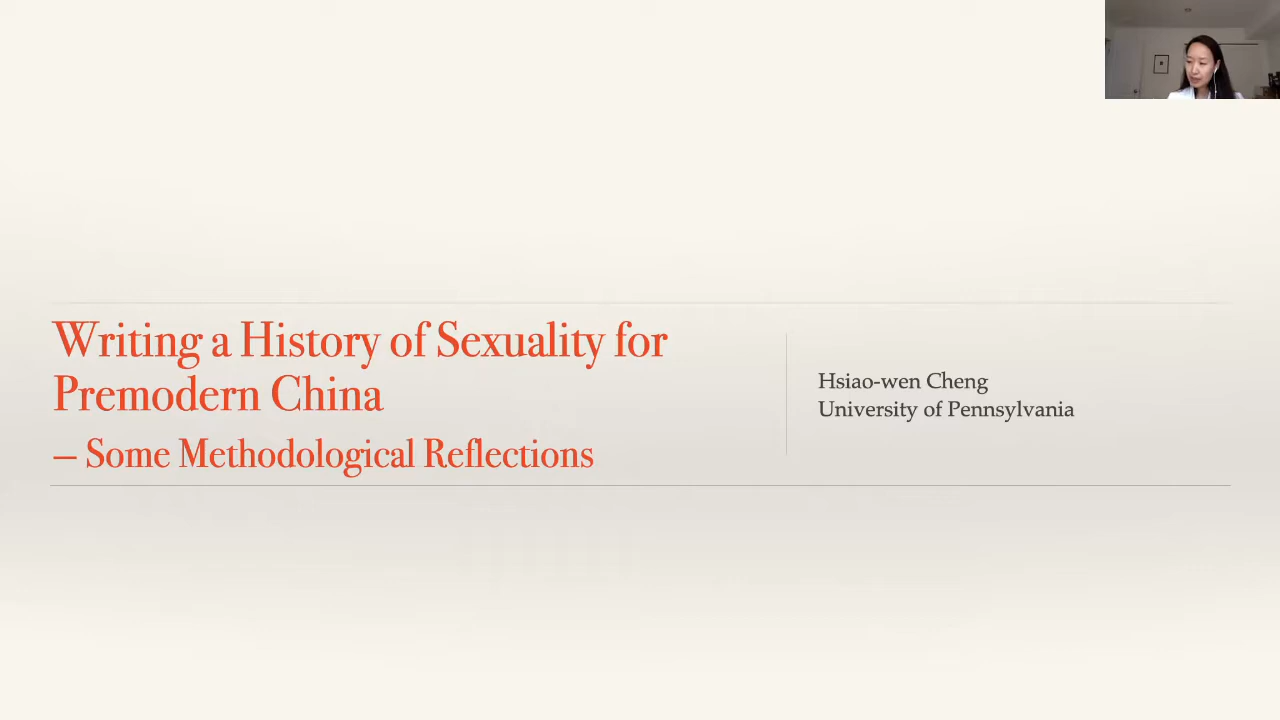 Writing a History of Sexuality for
Premodern China
– Some Methodological Reflections
Hsiao-wen Cheng
University of Pennsylvania